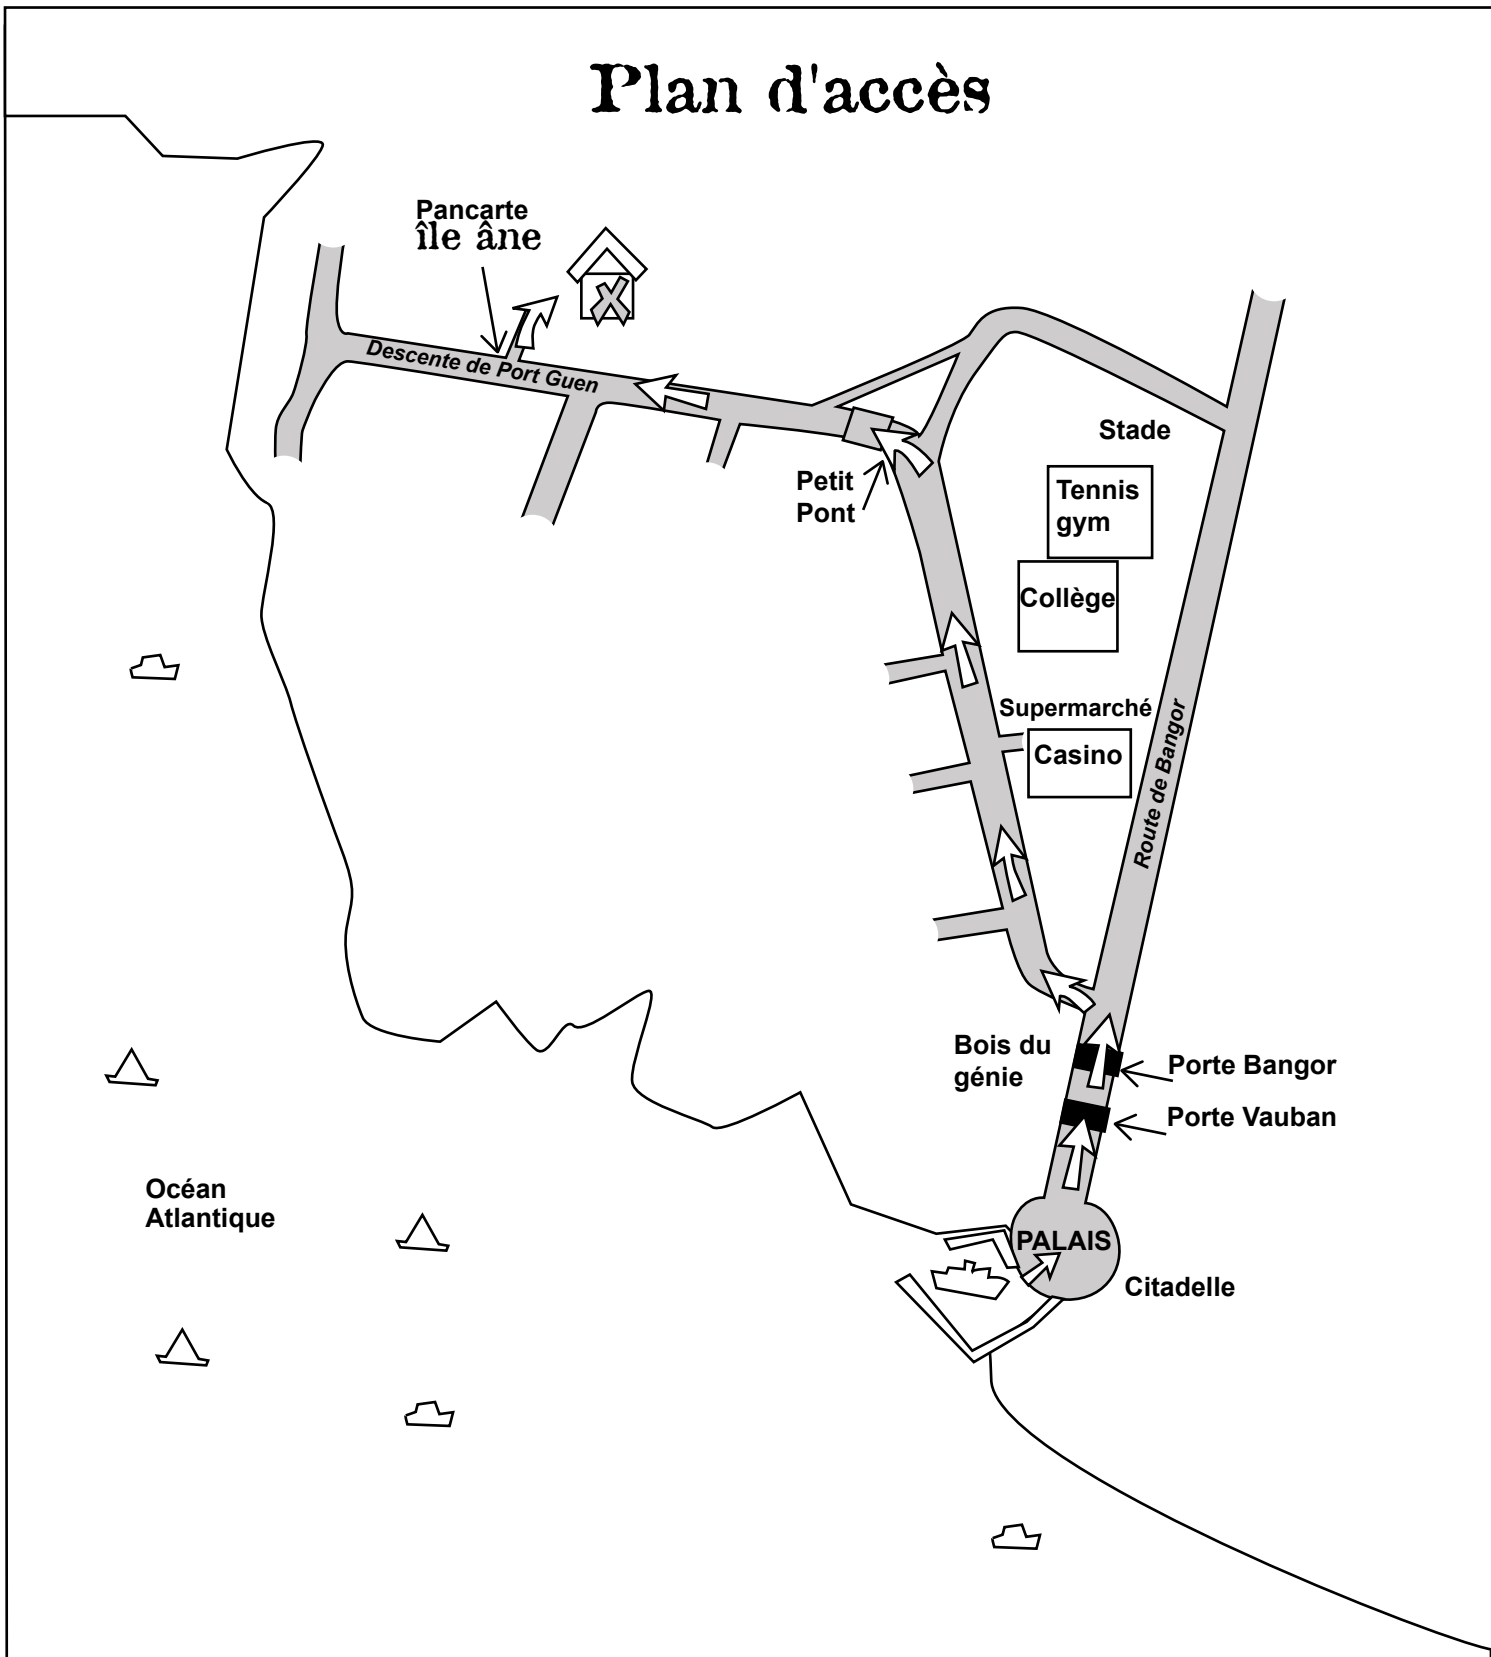 Plan d'accès
Pancarte
île âne
Descente de Port Guen
Stade
Tennis
gym
Petit
Pont
Collège
Supermarché
Casino
Route de Bangor
Bois du
génie
Porte Bangor
Porte Vauban
Océan
Atlantique
PALAIS
Citadelle